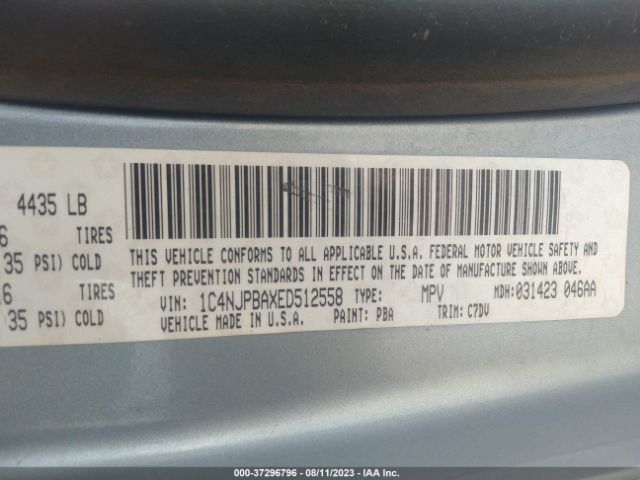 4435 LB
6 TIRES
35 PSI) COLD
.6 TIRES
35 PSI) COLD
THIS VEHICLE CONFORMS TO ALL APPLICABLE U.S.A. FEDERAL MOTOR VEHICLE SAFETY AND
THEFT PREVENTION STANDARDS IN EFFECT ON THE DATE OF MANUFACTURE SHOWN ABOVE.
VIN: 1C4NJPBAXED512558 TYPE: MPV MDH:031423 046AA
VEHICLE MADE IN U.S.A. PAINT: PBA TRIM: C7DV
000-37296796 - 08/11/2023 - IAA Inc.